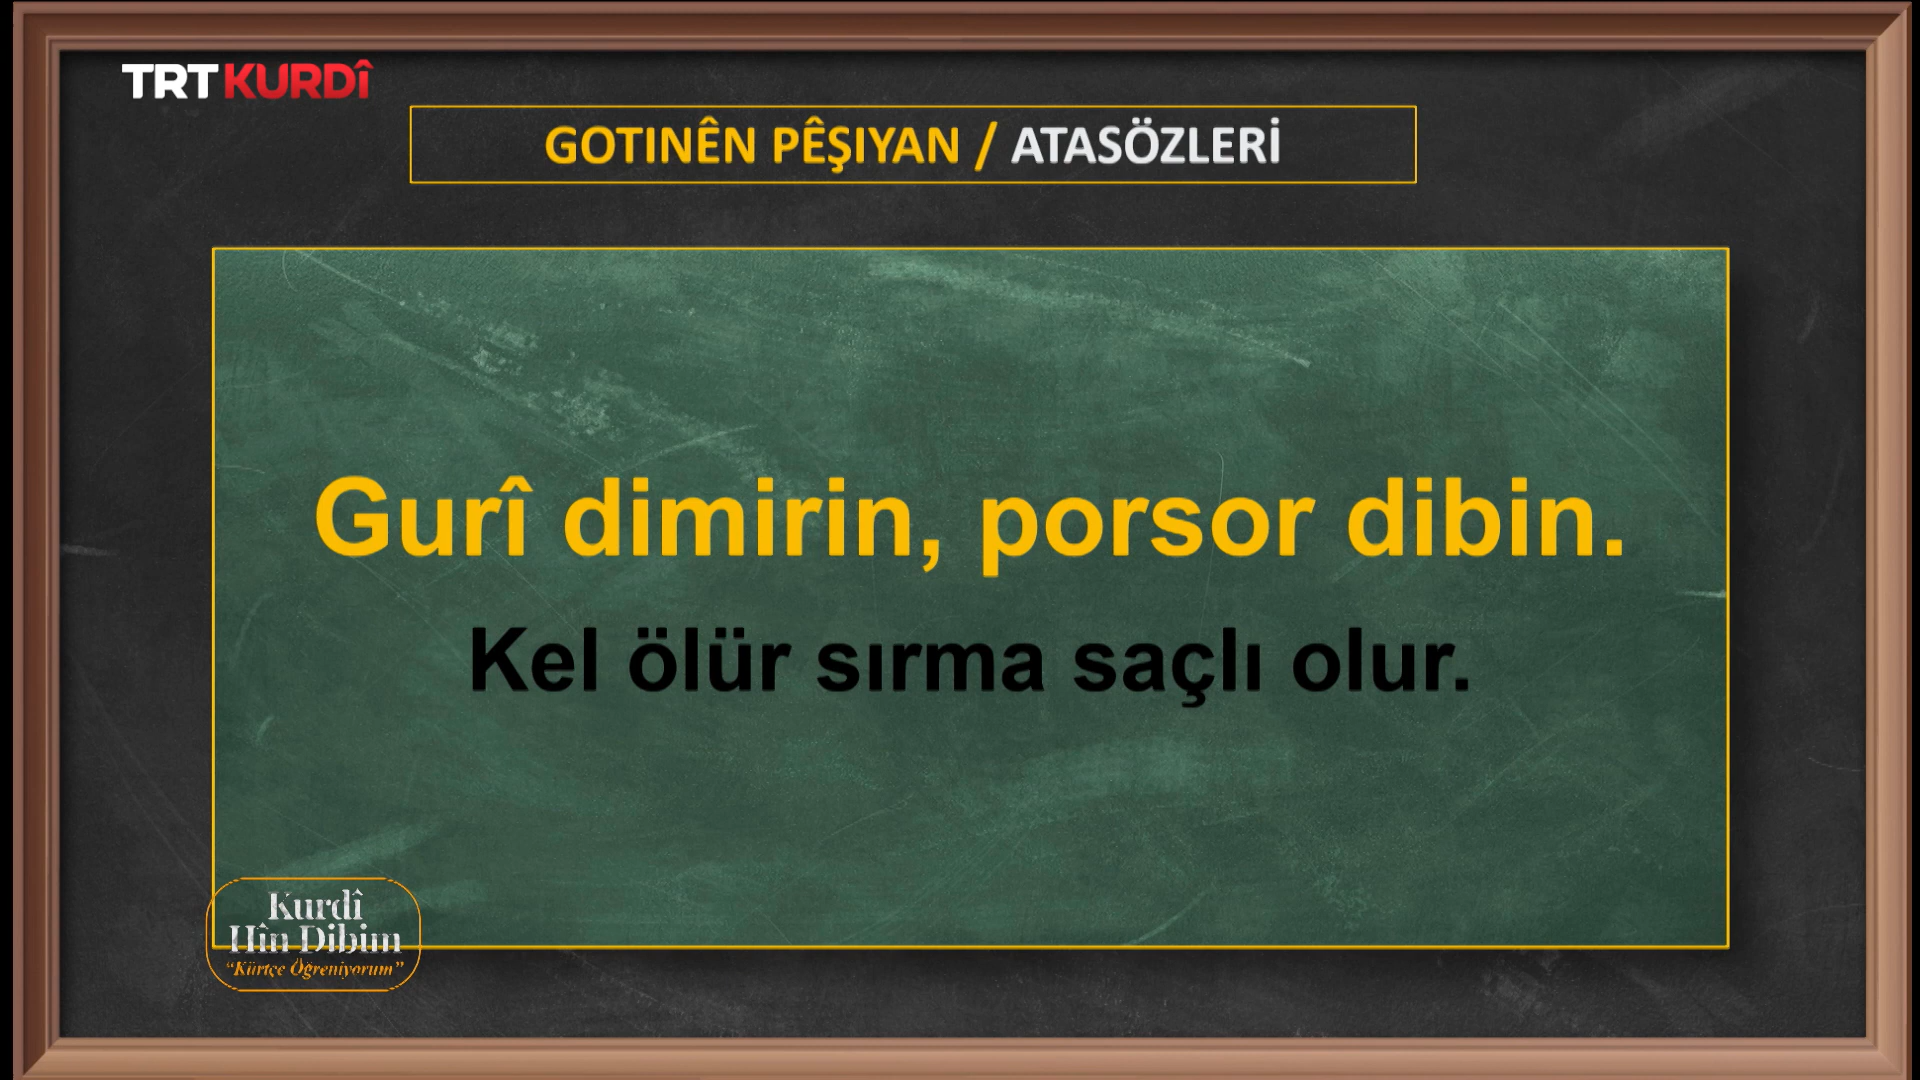 TRT KURDÎ
GOTINÊN PÊŞIYAN / ATASÖZLERİ
Gurî dimirin, porsor dibin.
Kel ölür sırma saçlı olur.
Kurdî
Hîn Dibim
“Kürtçe Öğreniyorum”